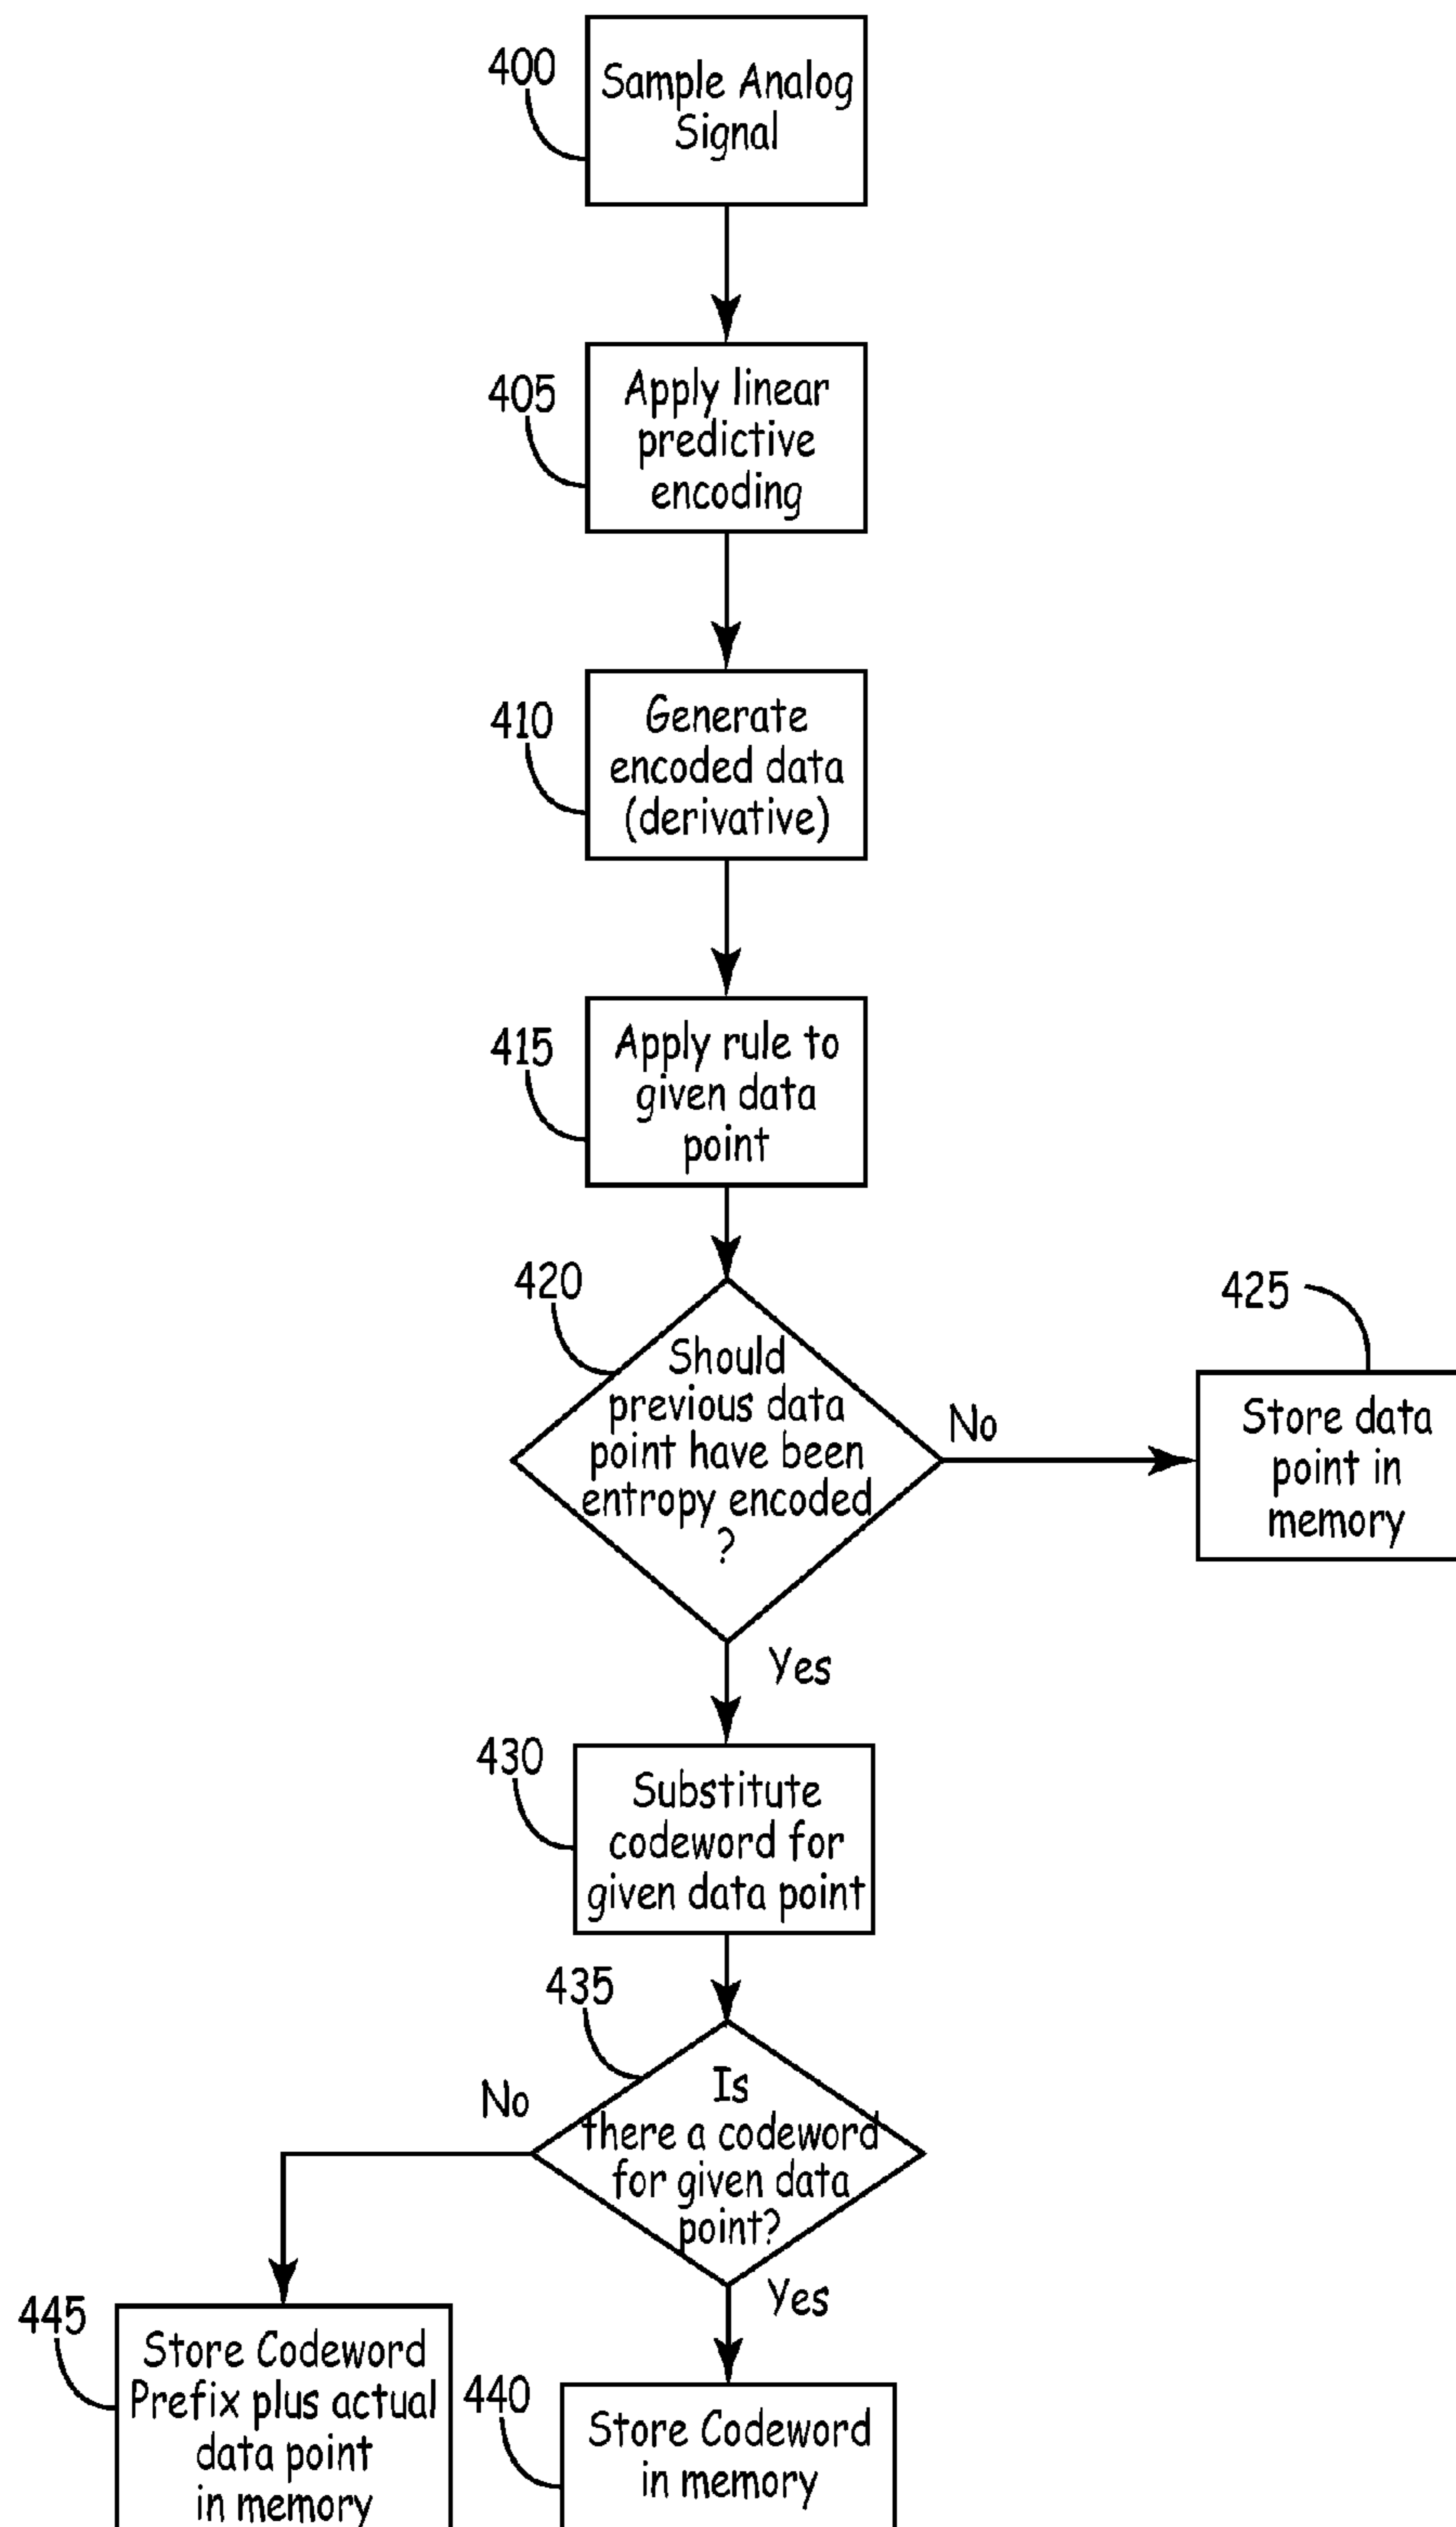 400
Sample Analog
Signal
405
Apply linear
predictive
encoding
410
Generate
encoded data
(derivative)
415
Apply rule to
given data
point
420
Should
previous data
point have been
entropy encoded
?
No
425
Store data
point in
memory
Yes
430
Substitute
codeword for
given data point
435
Is
there a codeword
for given data
point?
No
Yes
445
Store Codeword
Prefix plus actual
data point
in memory
440
Store Codeword
in memory